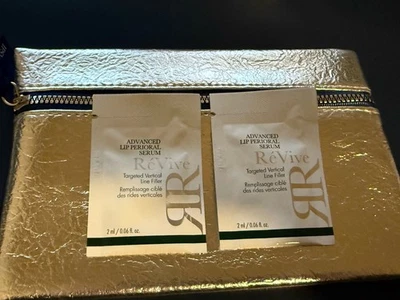 ADVANCED
LIP PERIORAL
SERUM
RéVive
Targeted Vertical
Line Filler
Remplissage ciblé
des rides verticales
RR
2 ml / 0.06 fl. oz.
ADVANCED
LIP PERIORAL
SERUM
RéVive
Targeted Vertical
Line Filler
Remplissage ciblé
des rides verticales
RR
2 ml / 0.06 fl. oz.